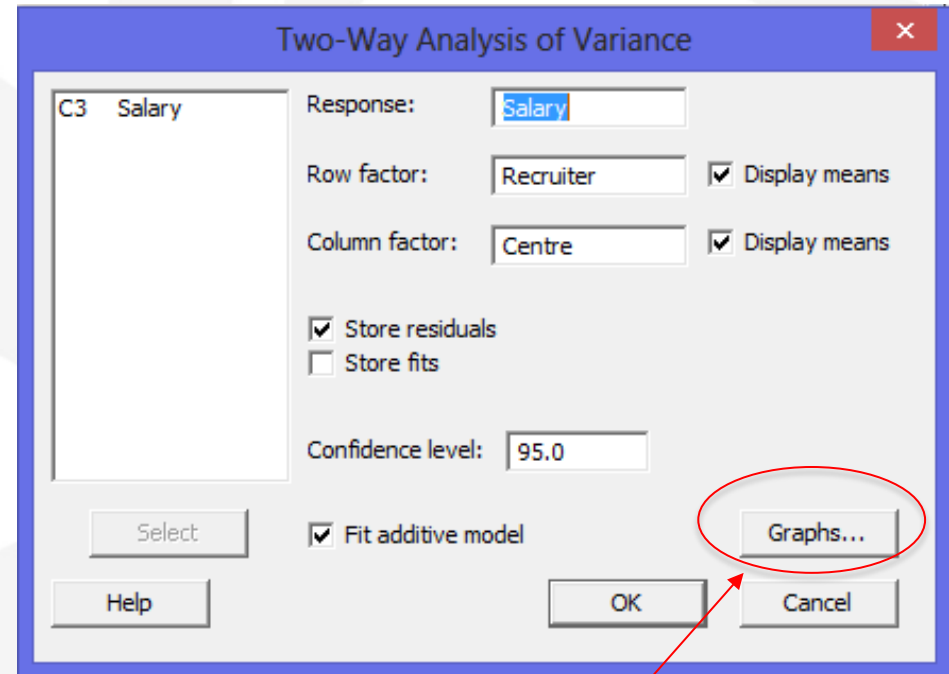 Two-Way Analysis of Variance
C3 Salary
Response: Salary
Row factor: Recruiter Display means
Column factor: Centre Display means
Store residuals
Store fits
Confidence level: 95.0
Select Fit additive model Graphs...
Help OK Cancel